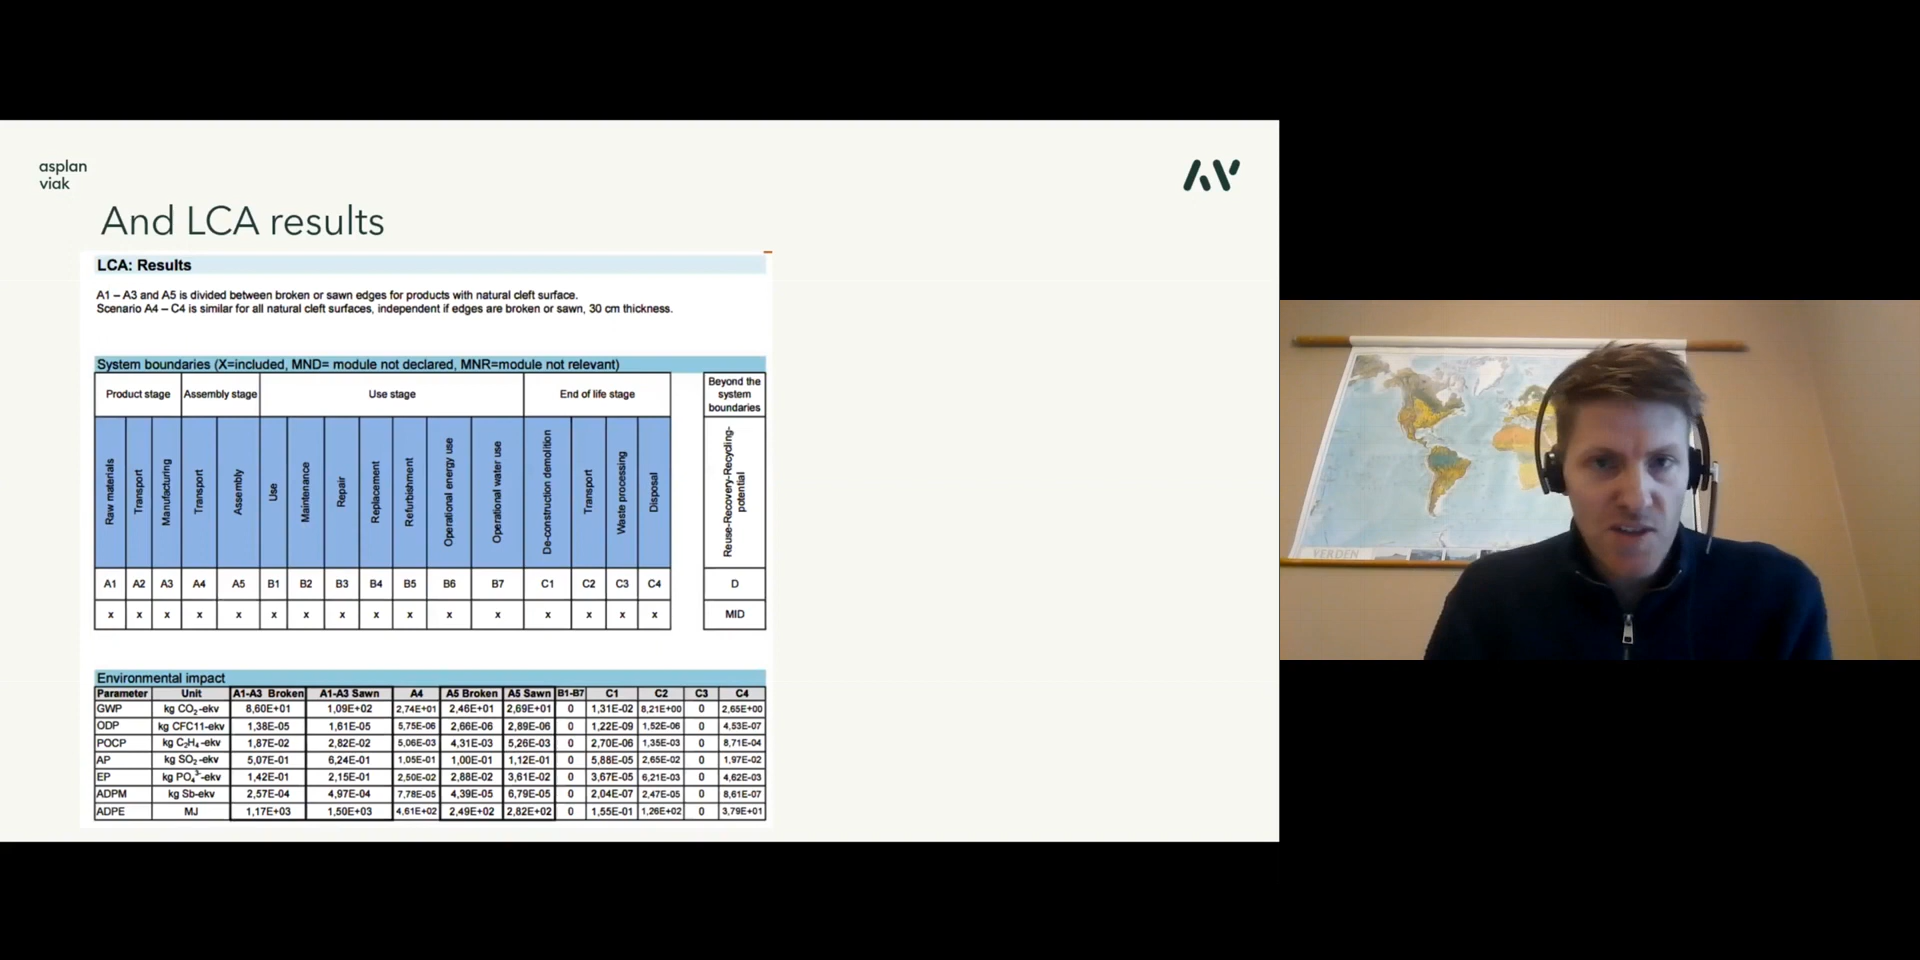 asplan
viak
And LCA results
LCA: Results
A1 – A3 and A5 is divided between broken or sawn edges for products with natural cleft surface.
Scenario A4 – C4 is similar for all natural cleft surfaces, independent if edges are broken or sawn, 30 cm thickness.
System boundaries (X=included, MND= module not declared, MNR=module not relevant)
Product stage Assembly stage Use stage End of life stage Beyond the system boundaries
Raw materials Transport Manufacturing Transport Assembly Use Maintenance Repair Replacement Refurbishment Operational energy use Operational water use De-construction demolition Transport Waste processing Disposal Reuse-Recovery-Recycling-potential
A1 A2 A3 A4 A5 B1 B2 B3 B4 B5 B6 B7 C1 C2 C3 C4 D
x x x x x x x x x x x x x x x x MID
Environmental impact
Parameter Unit A1-A3 Broken A1-A3 Sawn A4 A5 Broken A5 Sawn B1-B7 C1 C2 C3 C4
GWP kg CO₂-ekv 8,60E+01 1,09E+02 2,74E+01 2,46E+01 2,69E+01 0 1,31E-02 8,21E+00 0 2,65E+00
ODP kg CFC11-ekv 1,38E-05 1,61E-05 5,75E-06 2,66E-06 2,89E-06 0 1,22E-09 1,52E-06 0 4,53E-07
POCP kg C₂H₄-ekv 1,87E-02 2,82E-02 5,06E-03 4,31E-03 5,26E-03 0 2,70E-06 1,35E-03 0 8,71E-04
AP kg SO₂-ekv 5,07E-01 6,24E-01 1,05E-01 1,00E-01 1,12E-01 0 5,88E-05 2,65E-02 0 1,97E-02
EP kg PO₄³⁻-ekv 1,42E-01 2,15E-01 2,50E-02 2,88E-02 3,61E-02 0 3,67E-05 6,21E-03 0 4,62E-03
ADPM kg Sb-ekv 2,57E-04 4,97E-04 7,78E-05 4,39E-05 6,79E-05 0 2,04E-07 2,47E-05 0 8,61E-07
ADPE MJ 1,17E+03 1,50E+03 4,61E+02 2,49E+02 2,82E+02 0 1,55E-01 1,26E+02 0 3,79E+01
VERDEN